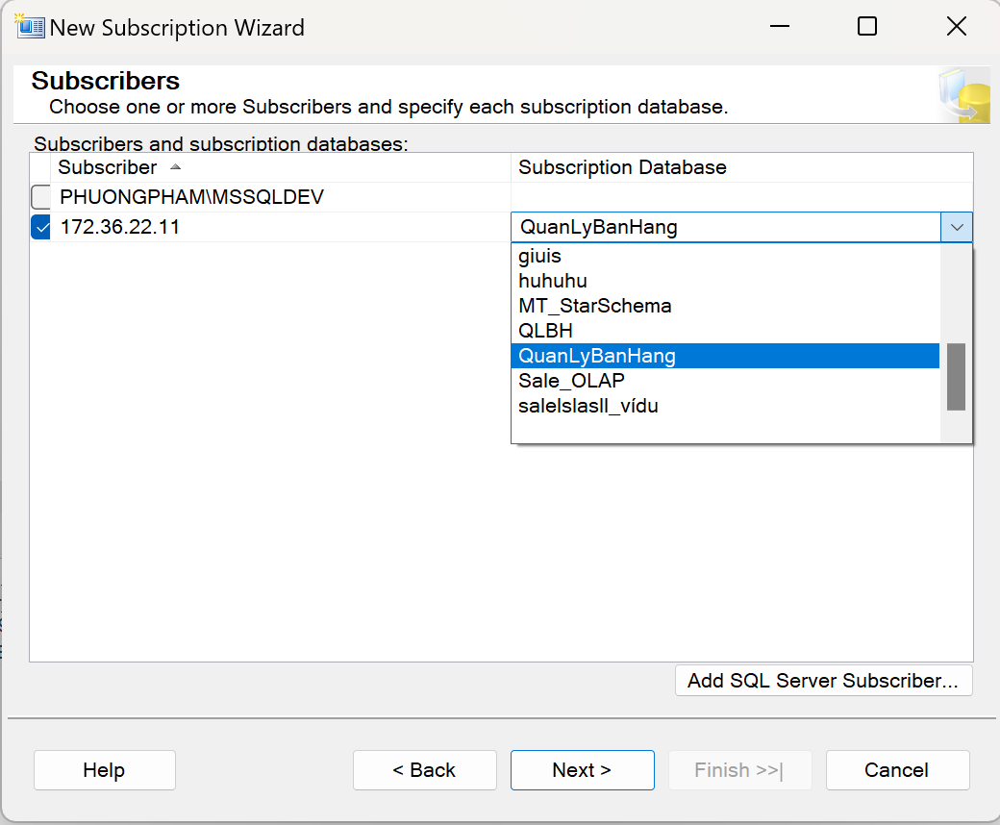 New Subscription Wizard
Subscribers
Choose one or more Subscribers and specify each subscription database.
Subscribers and subscription databases:
Subscriber Subscription Database
PHUONGPHAM\MSSQLDEV
172.36.22.11 QuanLyBanHang
giuis
huhuhu
MT_StarSchema
QLBH
QuanLyBanHang
Sale_OLAP
salelslasll_vídu
Add SQL Server Subscriber...
Help < Back Next > Finish >>| Cancel